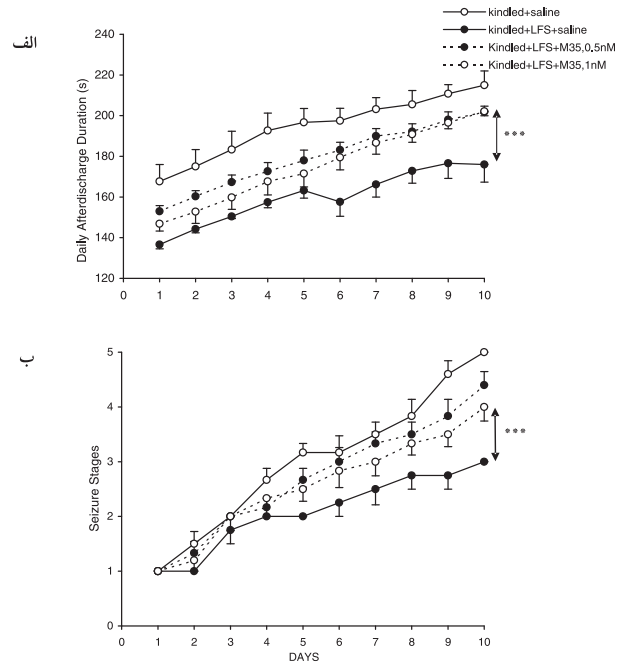 kindled+saline
kindled+LFS+saline
Kindled+LFS+M35,0.5nM
Kindled+LFS+M35,1nM
الف
Daily Afterdischarge Duration (s)
220
200
180
160
140
120
***
0 1 2 3 4 5 6 7 8 9 10
ب
Seizure Stages
5
4
3
2
1
0
***
0 1 2 3 4 5 6 7 8 9 10
DAYS